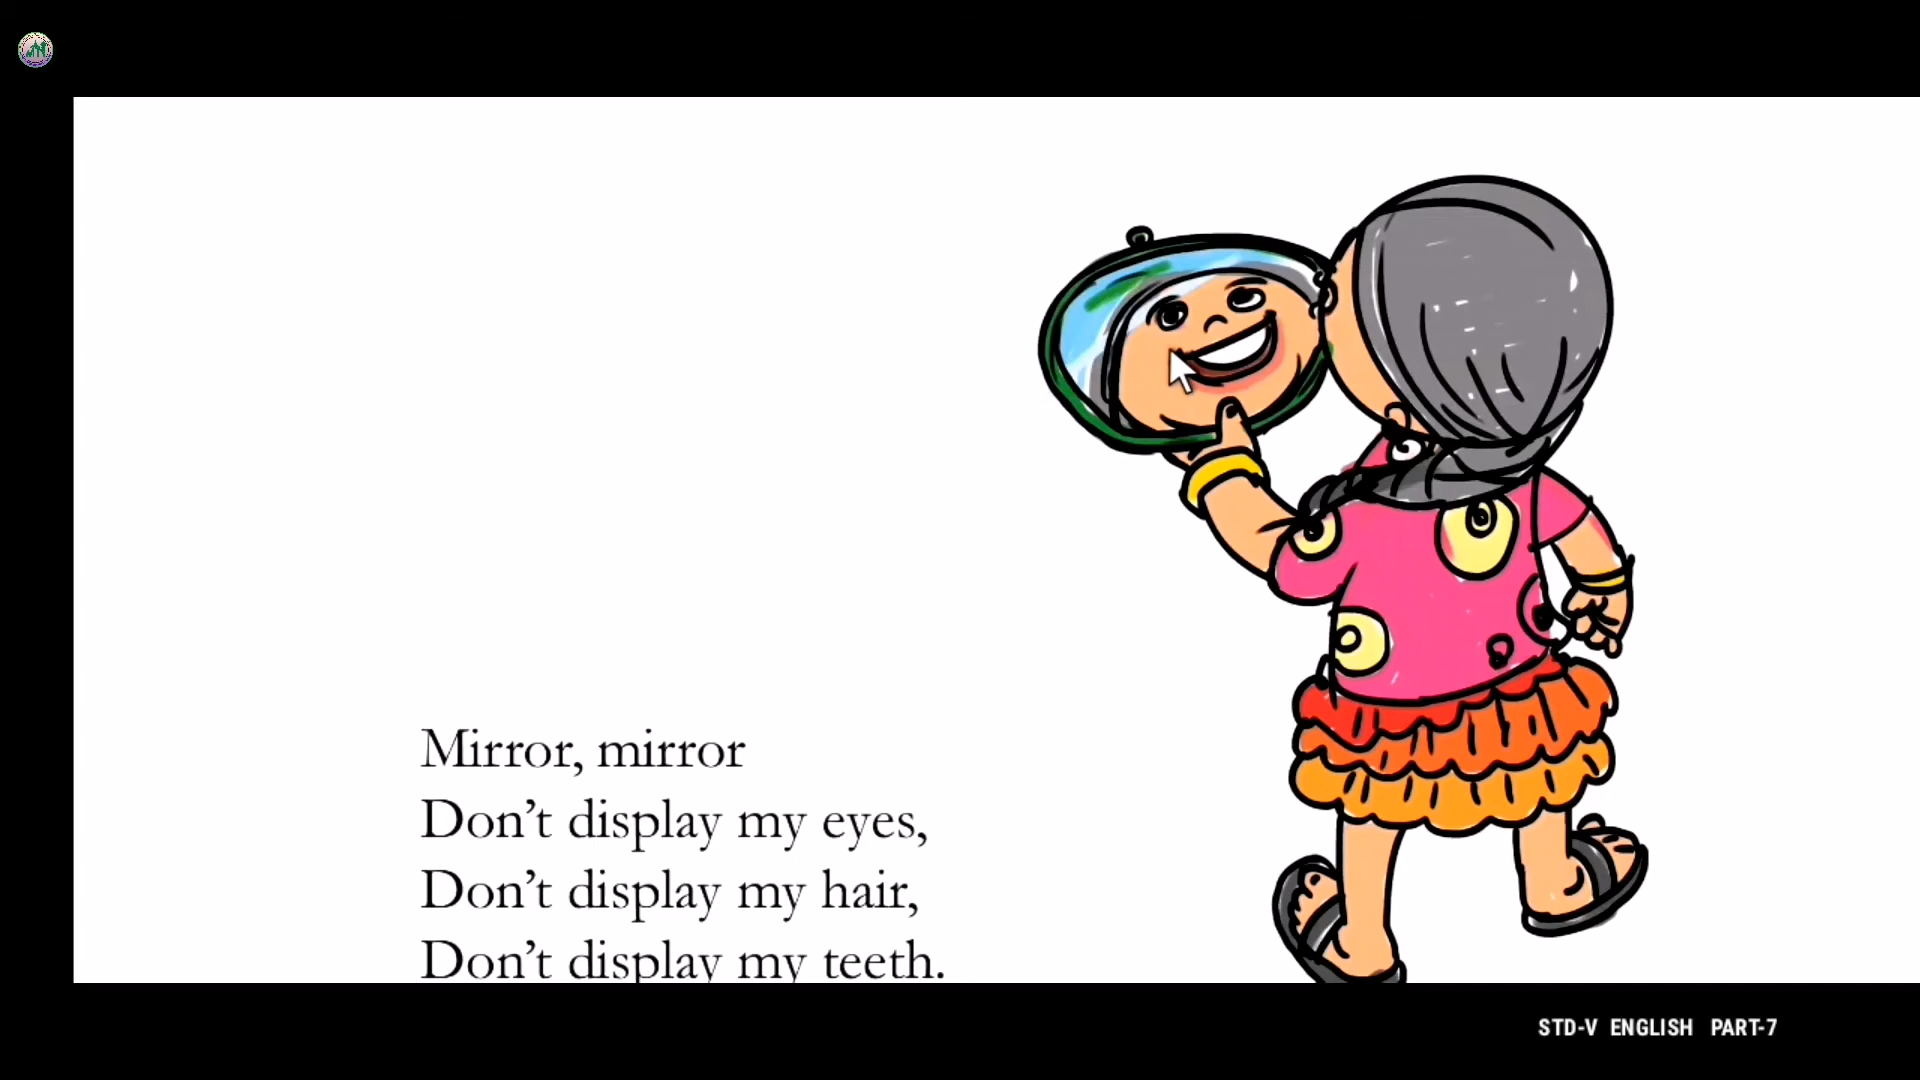 Mirror, mirror
Don’t display my eyes,
Don’t display my hair,
Don’t display my teeth.
STD-V ENGLISH PART-7